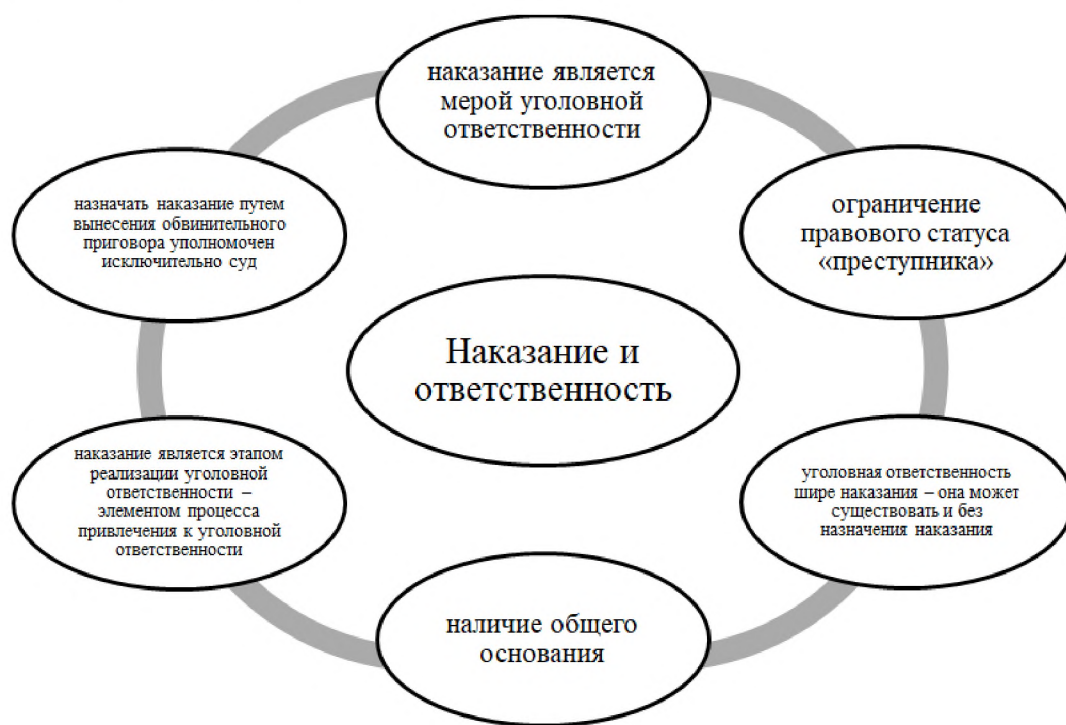 наказание является
мерой уголовной
ответственности
назначать наказание путем
вынесения обвинительного
приговора уполномочен
исключительно суд
ограничение
правового статуса
«преступника»
Наказание и
ответственность
наказание является этапом
реализации уголовной
ответственности –
элементом процесса
привлечения к уголовной
ответственности
уголовная ответственность
шире наказания – она может
существовать и без
назначения наказания
наличие общего
основания